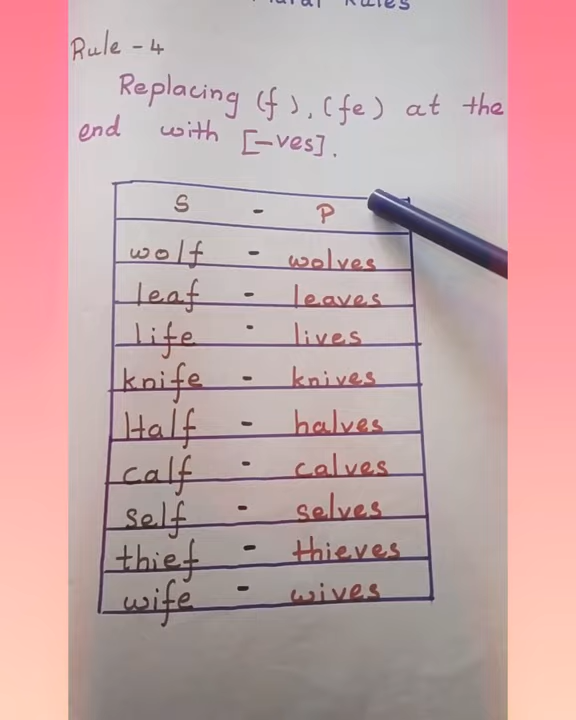 Rules
Rule - 4
Replacing (f), (fe) at the
end with [-ves].
S - P
wolf - wolves
leaf - leaves
life - lives
knife - knives
Half - halves
calf - calves
self - selves
thief - thieves
wife - wives